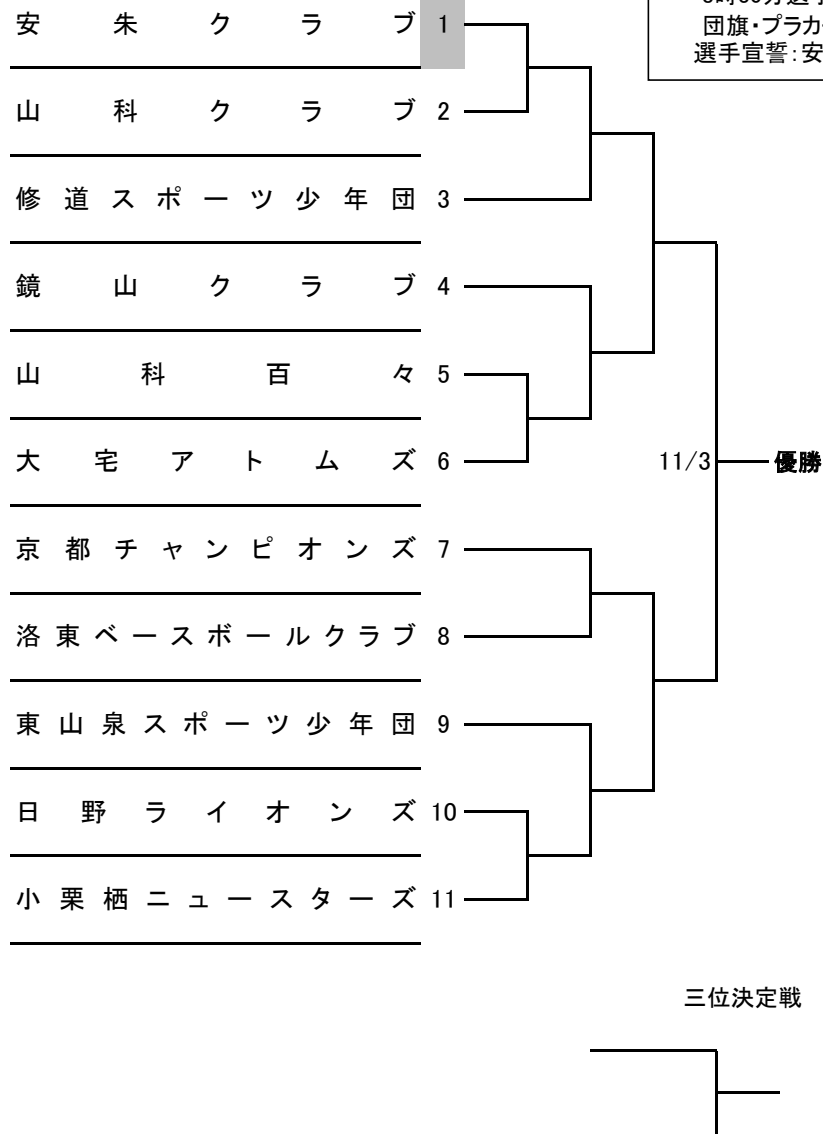 団旗・プラカ
選手宣誓：安
安朱クラブ 1
山科クラブ 2
修道スポーツ少年団 3
鏡山クラブ 4
山科百々 5
大宅アトムズ 6
11/3 優勝
京都チャンピオンズ 7
洛東ベースボールクラブ 8
東山泉スポーツ少年団 9
日野ライオンズ 10
小栗栖ニュースターズ 11
三位決定戦